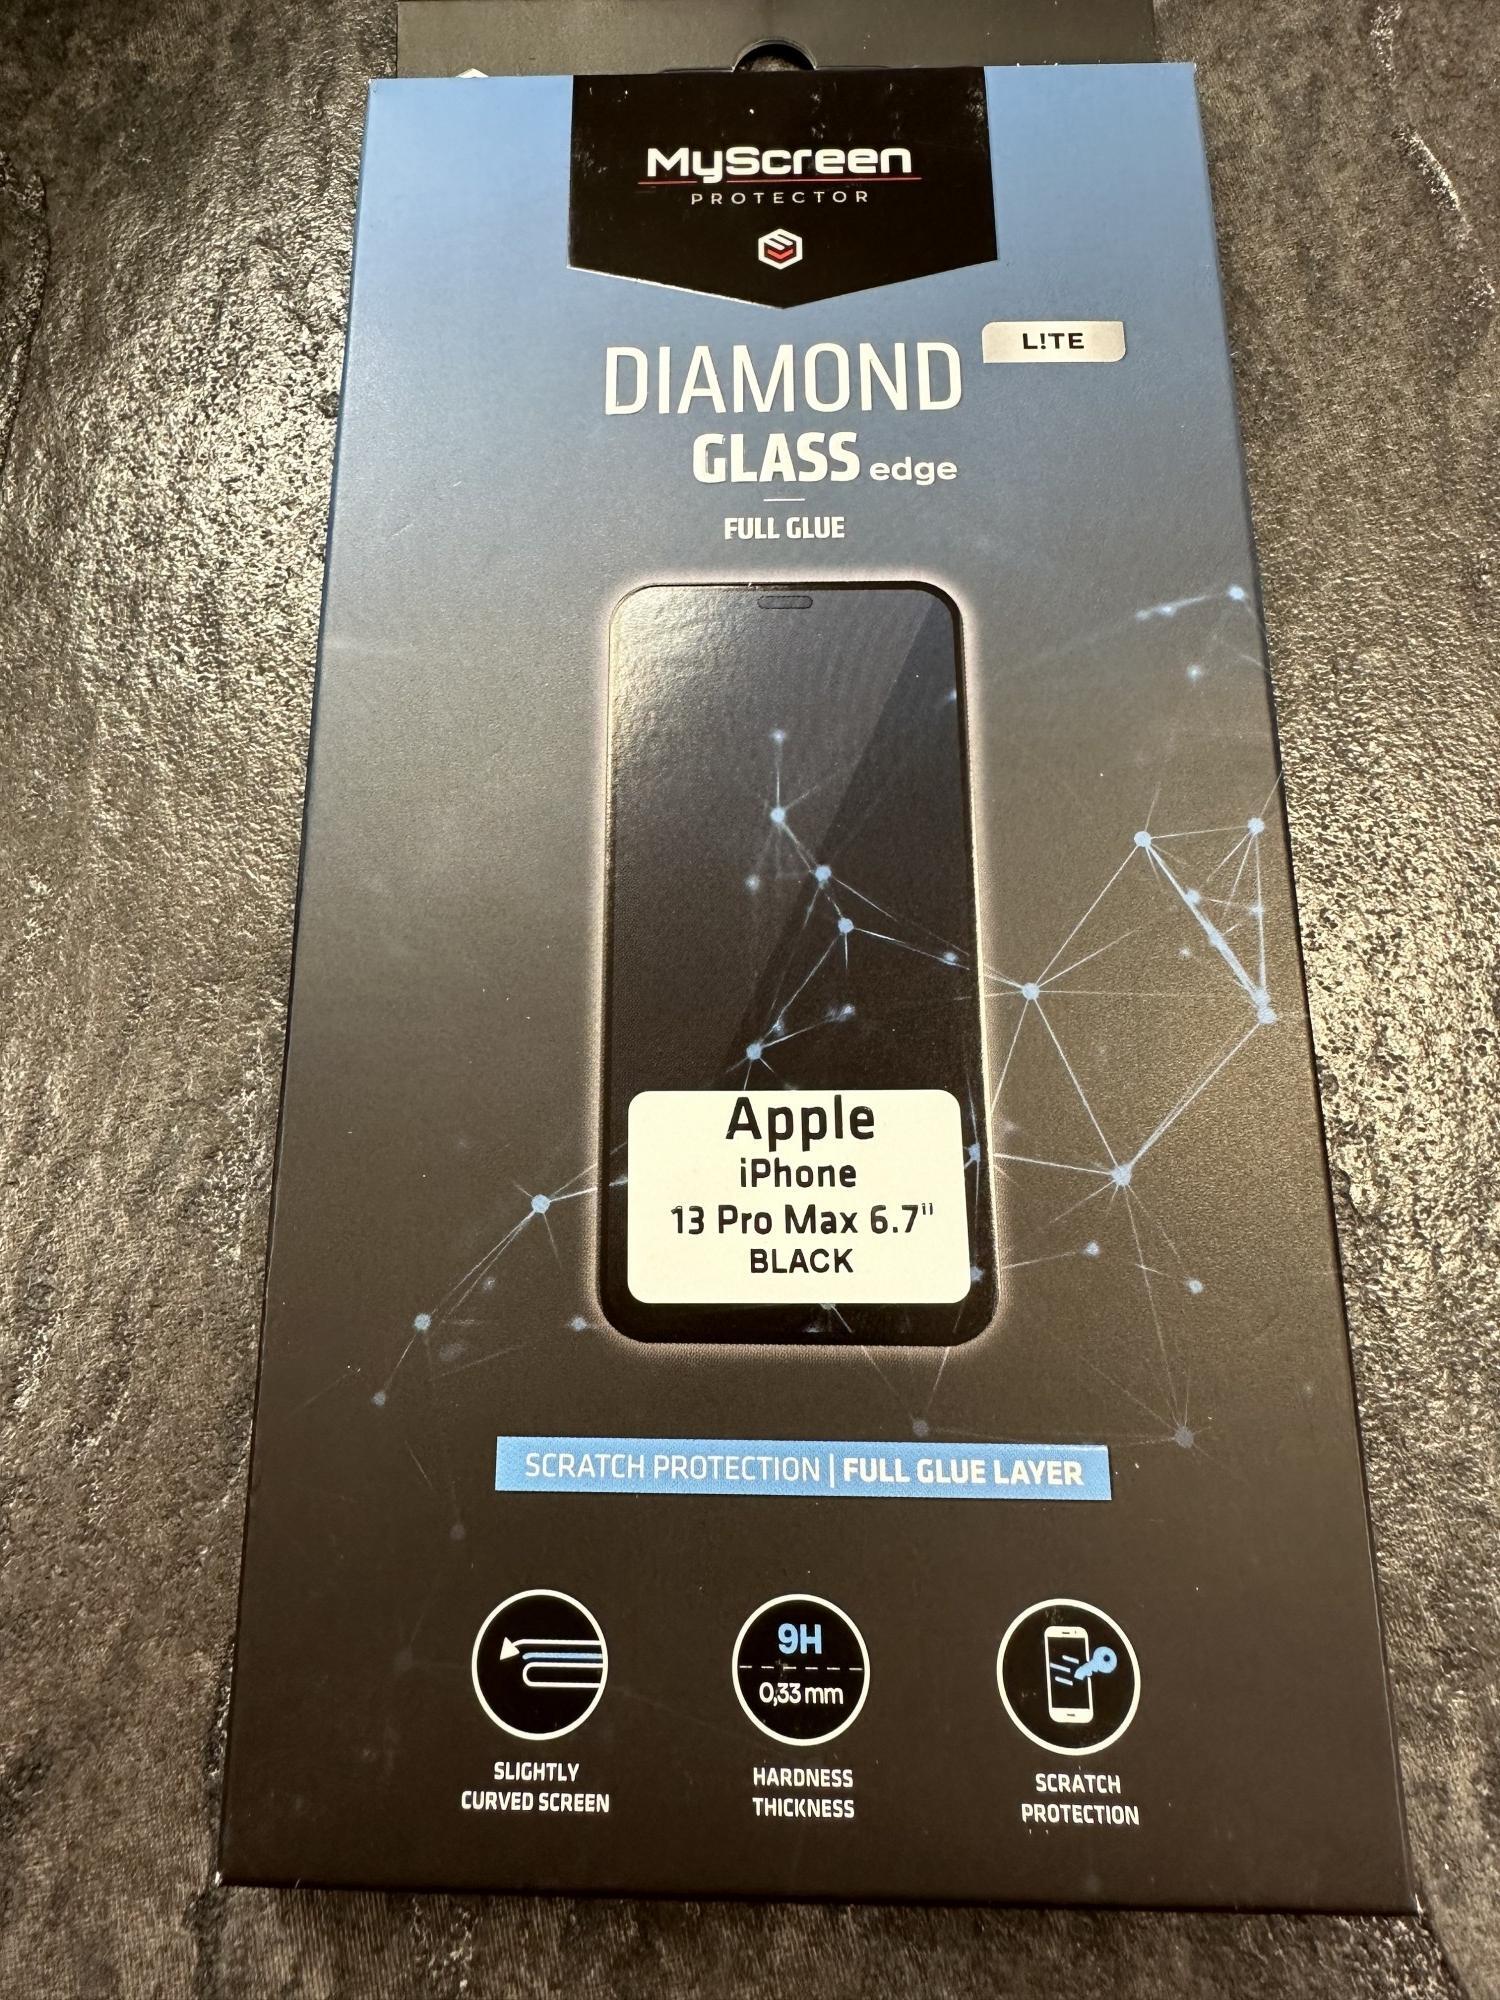 MyScreen
PROTECTOR
L!TE
DIAMOND
GLASS edge
FULL GLUE
Apple
iPhone
13 Pro Max 6.7"
BLACK
SCRATCH PROTECTION | FULL GLUE LAYER
9H
0,33 mm
SLIGHTLY
CURVED SCREEN
HARDNESS
THICKNESS
SCRATCH
PROTECTION